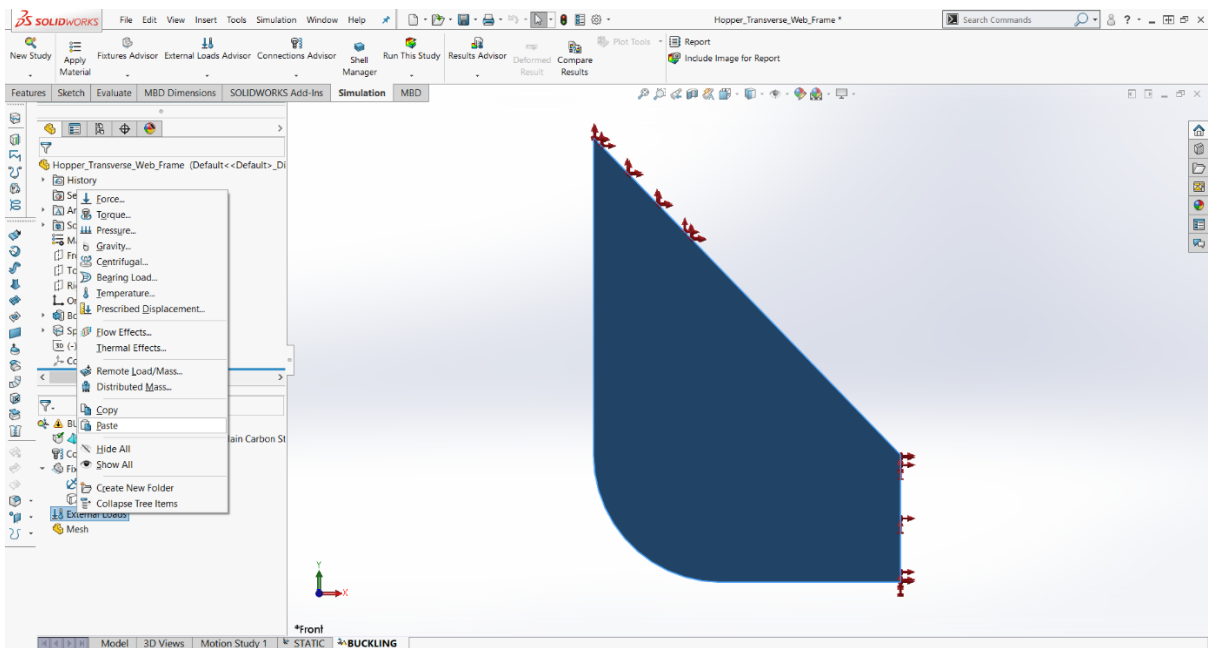 SOLIDWORKS File Edit View Insert Tools Simulation Window Help Hopper_Transverse_Web_Frame * Search Commands
New Study Apply Material Fixtures Advisor External Loads Advisor Connections Advisor Shell Manager Run This Study Results Advisor Deformed Result Compare Results Plot Tools Report
Include Image for Report
Features Sketch Evaluate MBD Dimensions SOLIDWORKS Add-Ins Simulation MBD
Hopper_Transverse_Web_Frame (Default<<Default>_Di
History
Se
Force...
Torque...
Pressure...
Gravity...
Centrifugal...
Bearing Load...
Temperature...
Prescribed Displacement...
Flow Effects...
Thermal Effects...
Remote Load/Mass...
Distributed Mass...
Copy
Paste
ain Carbon St
Hide All
Show All
Create New Folder
Collapse Tree Items
External Loads
Mesh
Y
X
*Front
Model 3D Views Motion Study 1 STATIC BUCKLING